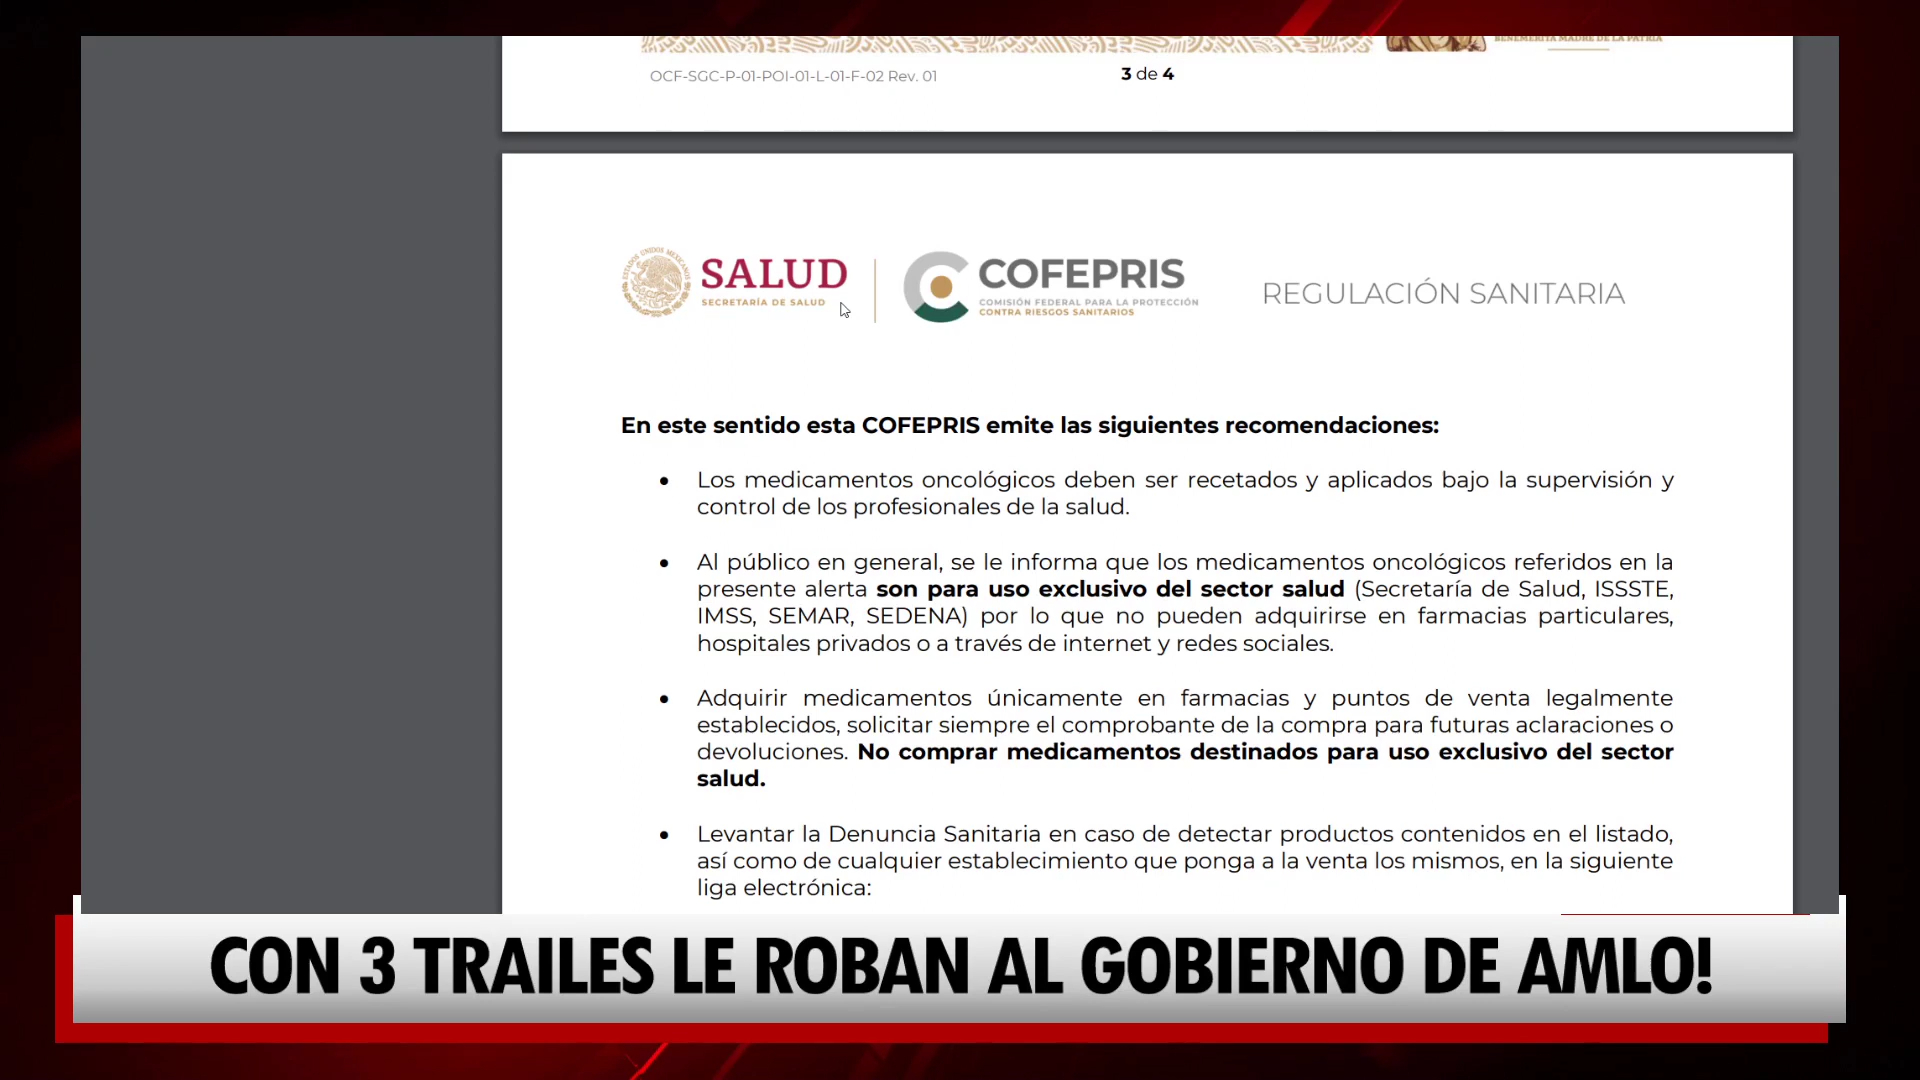 BENEMÉRITA MADRE DE LA PATRIA
OCF-SGC-P-01-POI-01-L-01-F-02 Rev. 01
3 de 4
ESTADOS UNIDOS MEXICANOS
SALUD
SECRETARÍA DE SALUD
COFEPRIS
COMISIÓN FEDERAL PARA LA PROTECCIÓN
CONTRA RIESGOS SANITARIOS
REGULACIÓN SANITARIA
En este sentido esta COFEPRIS emite las siguientes recomendaciones:
• Los medicamentos oncológicos deben ser recetados y aplicados bajo la supervisión y
control de los profesionales de la salud.
• Al público en general, se le informa que los medicamentos oncológicos referidos en la
presente alerta son para uso exclusivo del sector salud (Secretaría de Salud, ISSSTE,
IMSS, SEMAR, SEDENA) por lo que no pueden adquirirse en farmacias particulares,
hospitales privados o a través de internet y redes sociales.
• Adquirir medicamentos únicamente en farmacias y puntos de venta legalmente
establecidos, solicitar siempre el comprobante de la compra para futuras aclaraciones o
devoluciones. No comprar medicamentos destinados para uso exclusivo del sector
salud.
• Levantar la Denuncia Sanitaria en caso de detectar productos contenidos en el listado,
así como de cualquier establecimiento que ponga a la venta los mismos, en la siguiente
liga electrónica:
CON 3 TRAILES LE ROBAN AL GOBIERNO DE AMLO!